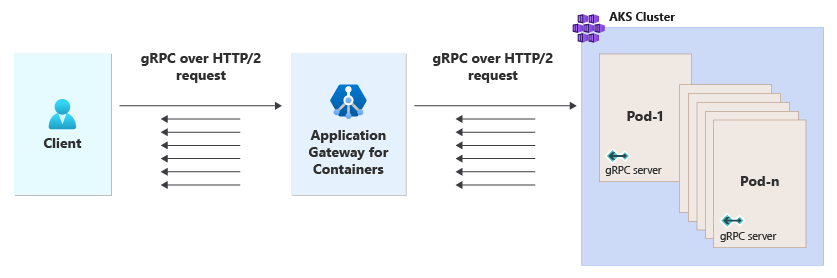 AKS Cluster
gRPC over HTTP/2
request
gRPC over HTTP/2
request
Client
Application
Gateway for
Containers
Pod-1
gRPC server
Pod-n
gRPC server